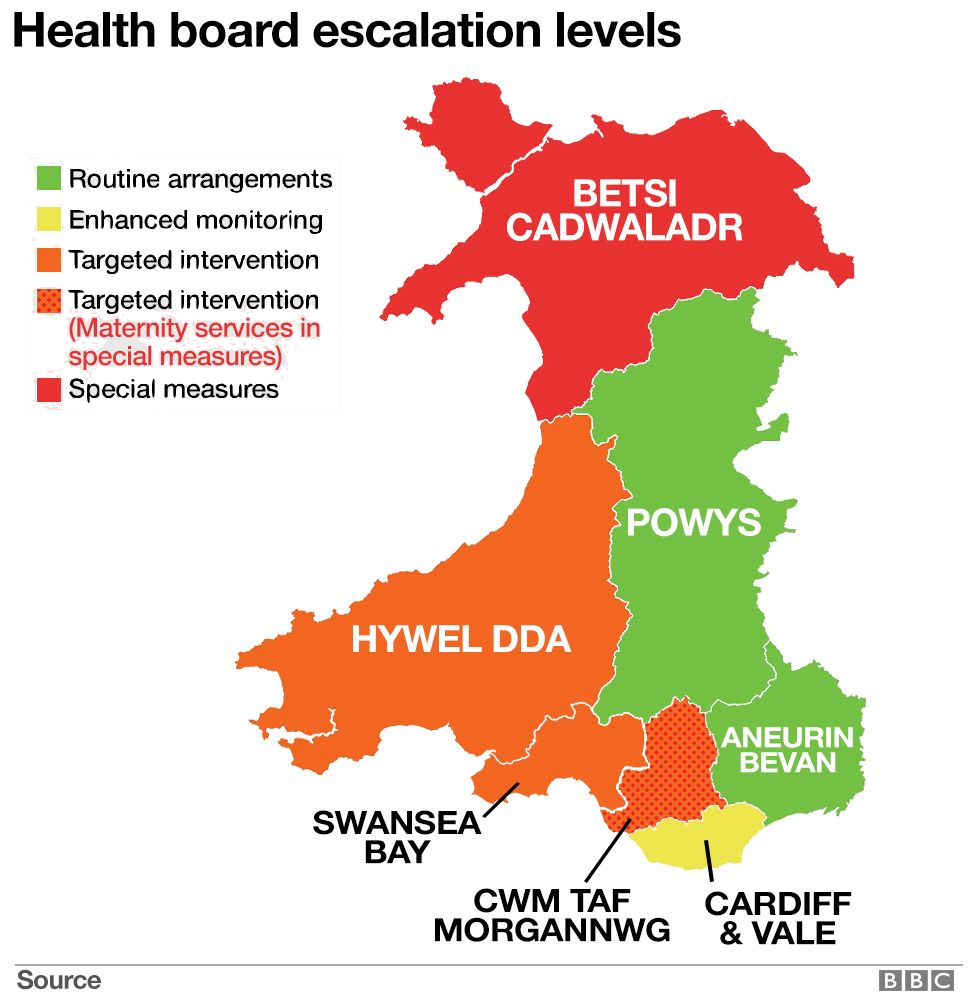 Health board escalation levels
Routine arrangements
Enhanced monitoring
Targeted intervention
Targeted intervention
(Maternity services in
special measures)
Special measures
BETSI
CADWALADR
POWYS
HYWEL DDA
ANEURIN
BEVAN
SWANSEA
BAY
CWM TAF
MORGANNWG
CARDIFF
& VALE
Source
BBC